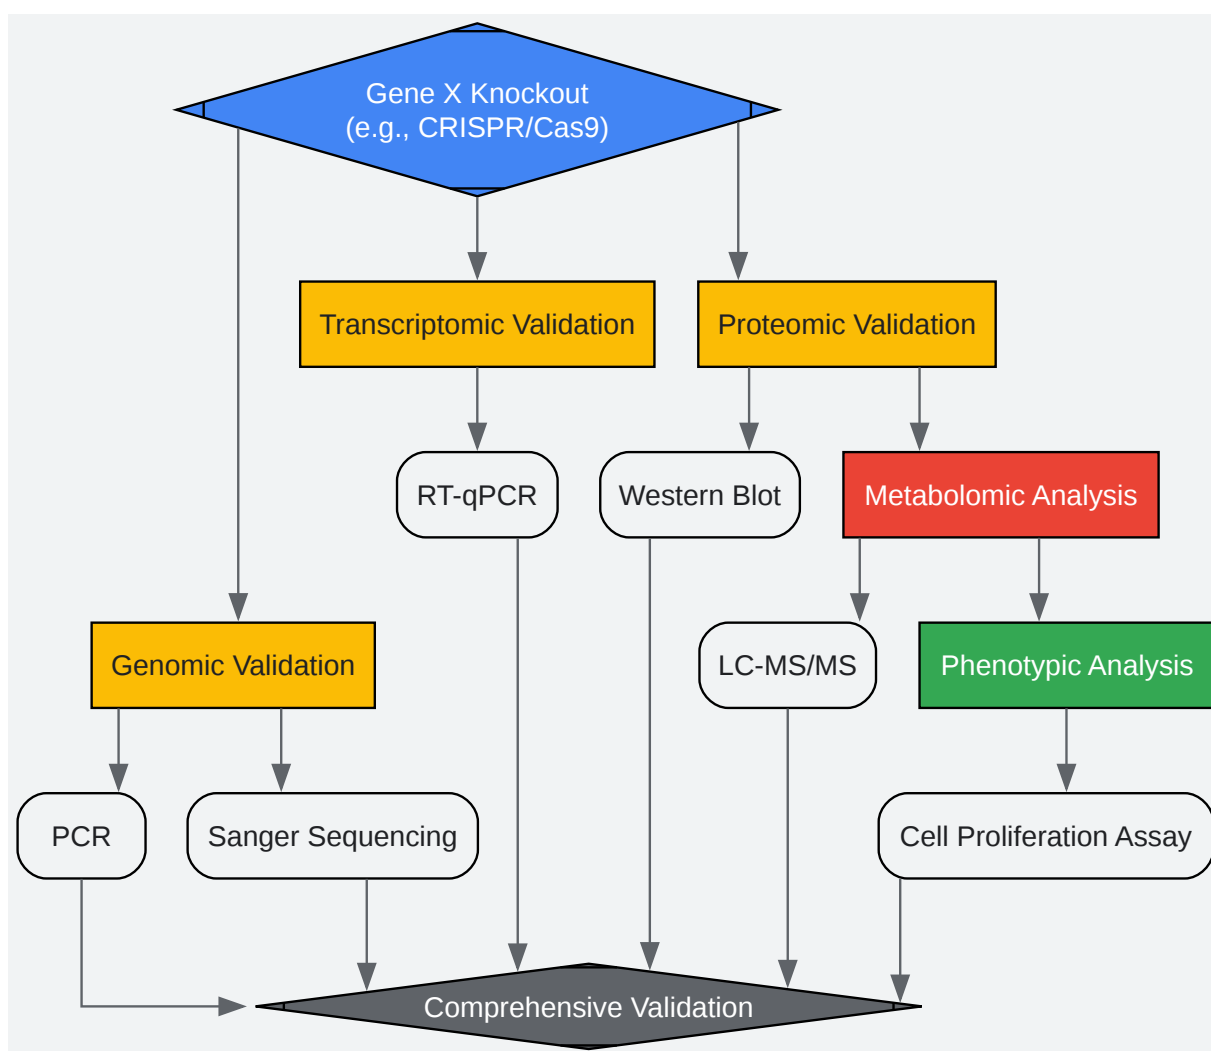 Gene X Knockout
(e.g., CRISPR/Cas9)
Transcriptomic Validation
Proteomic Validation
RT-qPCR
Western Blot
Metabolomic Analysis
Genomic Validation
LC-MS/MS
Phenotypic Analysis
PCR
Sanger Sequencing
Cell Proliferation Assay
Comprehensive Validation